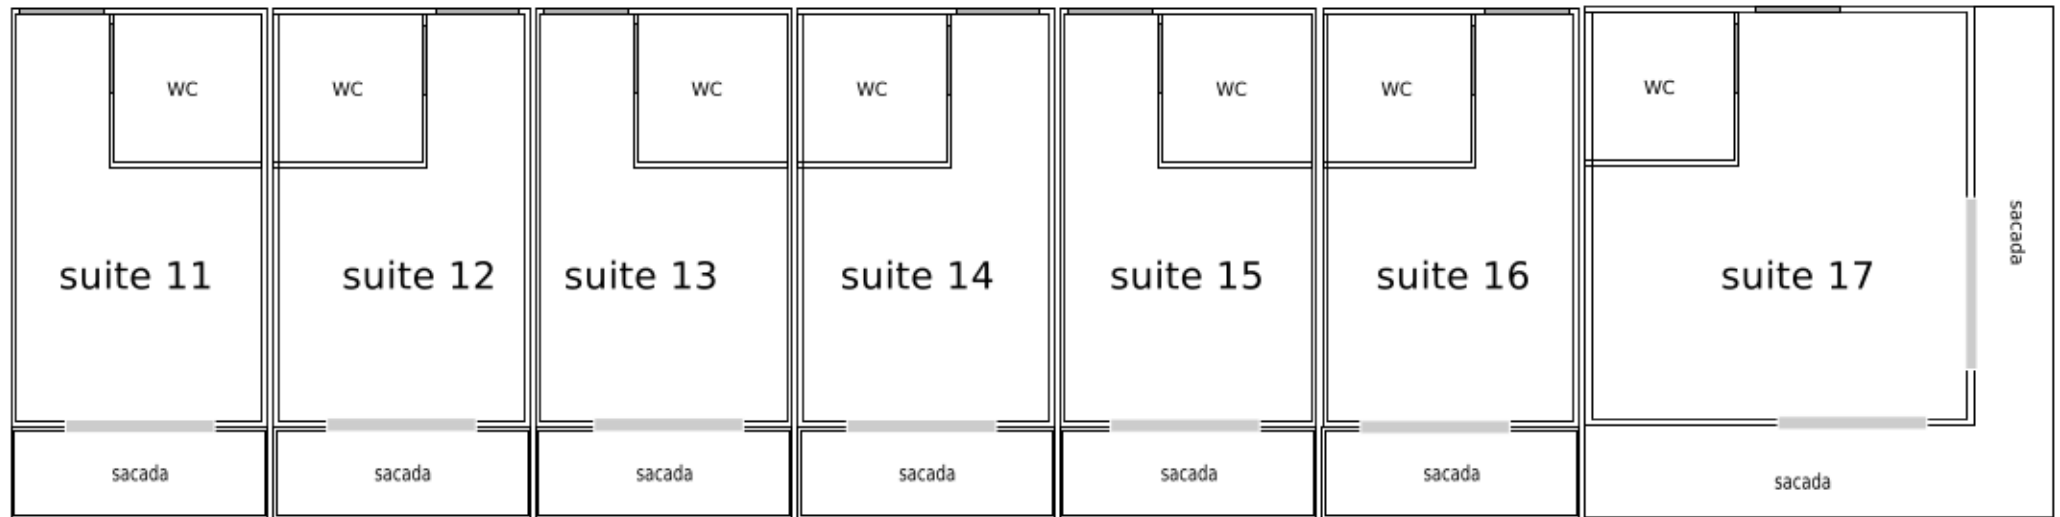 WC
WC
WC
WC
WC
WC
WC
suite 11
suite 12
suite 13
suite 14
suite 15
suite 16
suite 17
sacada
sacada
sacada
sacada
sacada
sacada
sacada
sacada